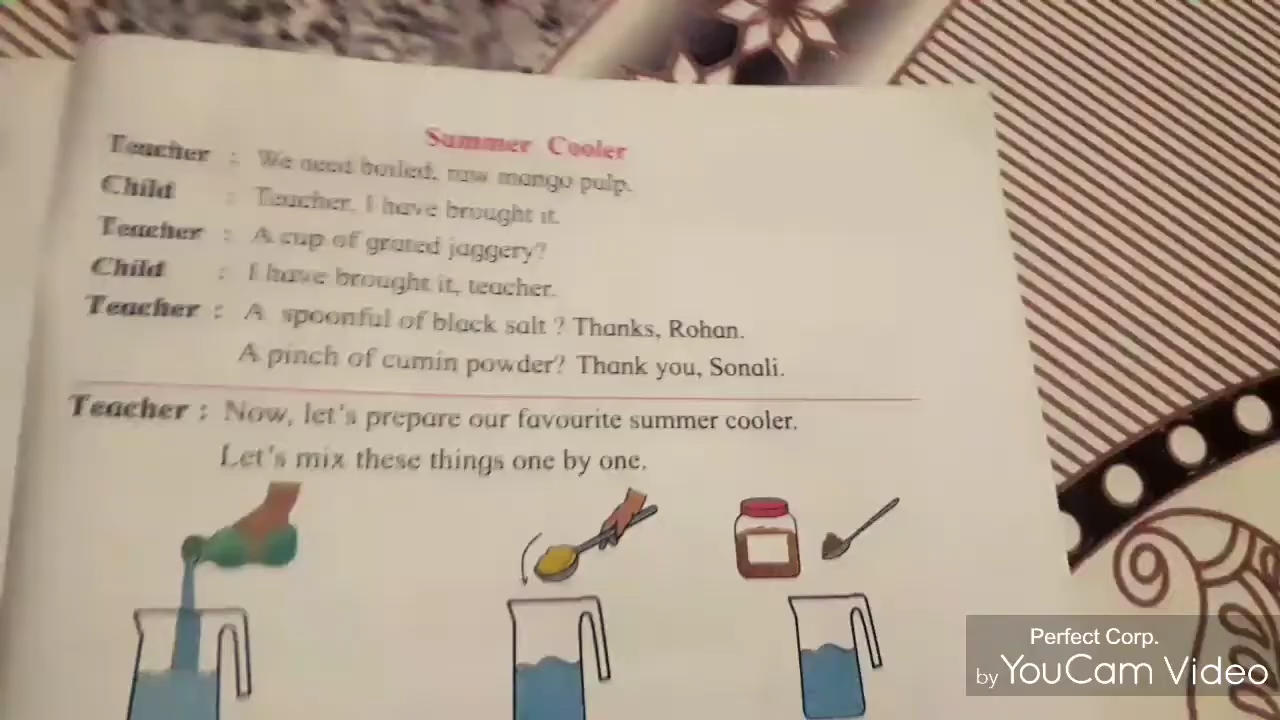 Summer Cooler
Teacher : We need boiled, raw mango pulp.
Child : Teacher, I have brought it.
Teacher : A cup of grated jaggery?
Child : I have brought it, teacher.
Teacher : A spoonful of black salt ? Thanks, Rohan.
A pinch of cumin powder? Thank you, Sonali.
Teacher : Now, let's prepare our favourite summer cooler.
Let's mix these things one by one.
Perfect Corp.
by YouCam Video